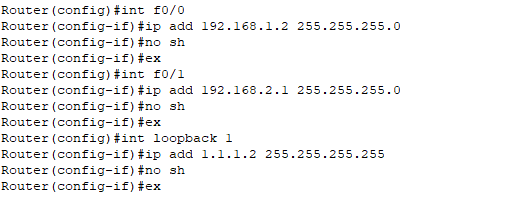 Router(config)#int f0/0
Router(config-if)#ip add 192.168.1.2 255.255.255.0
Router(config-if)#no sh
Router(config-if)#ex
Router(config)#int f0/1
Router(config-if)#ip add 192.168.2.1 255.255.255.0
Router(config-if)#no sh
Router(config-if)#ex
Router(config)#int loopback 1
Router(config-if)#ip add 1.1.1.2 255.255.255.255
Router(config-if)#no sh
Router(config-if)#ex